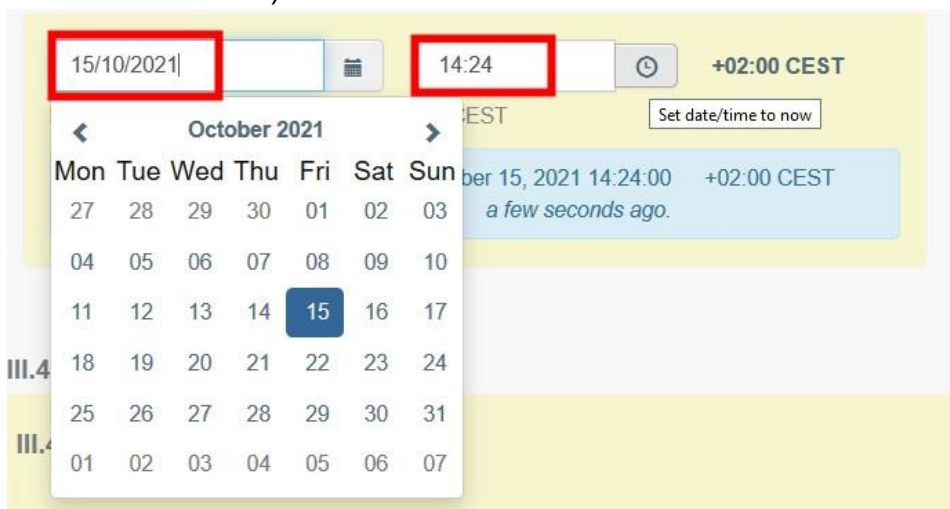 15/10/2021
14:24
+02:00 CEST
CEST
Set date/time to now
October 2021
Mon Tue Wed Thu Fri Sat Sun
ber 15, 2021 14:24:00 +02:00 CEST
27 28 29 30 01 02 03
a few seconds ago.
04 05 06 07 08 09 10
11 12 13 14 15 16 17
18 19 20 21 22 23 24
III.4
25 26 27 28 29 30 31
III.4
01 02 03 04 05 06 07